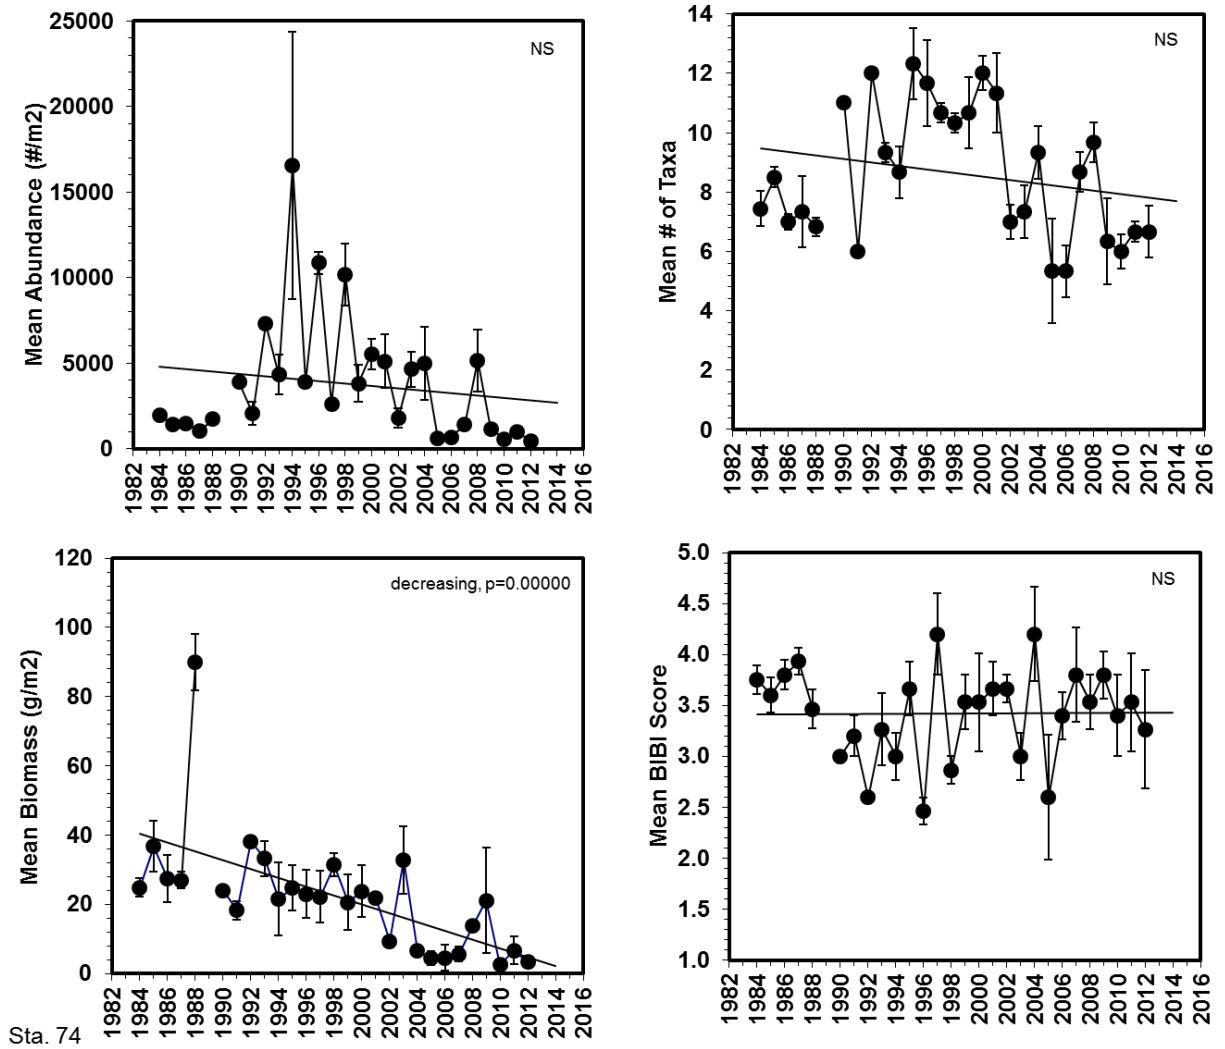 25000
20000
15000
10000
5000
0
Mean Abundance (#/m2)
NS
1982 1984 1986 1988 1990 1992 1994 1996 1998 2000 2002 2004 2006 2008 2010 2012 2014 2016
14
12
10
8
6
4
2
0
Mean # of Taxa
NS
1982 1984 1986 1988 1990 1992 1994 1996 1998 2000 2002 2004 2006 2008 2010 2012 2014 2016
120
100
80
60
40
20
0
Mean Biomass (g/m2)
decreasing, p=0.00000
1982 1984 1986 1988 1990 1992 1994 1996 1998 2000 2002 2004 2006 2008 2010 2012 2014 2016
5.0
4.5
4.0
3.5
3.0
2.5
2.0
1.5
1.0
Mean BIBI Score
NS
1982 1984 1986 1988 1990 1992 1994 1996 1998 2000 2002 2004 2006 2008 2010 2012 2014 2016
Sta. 74